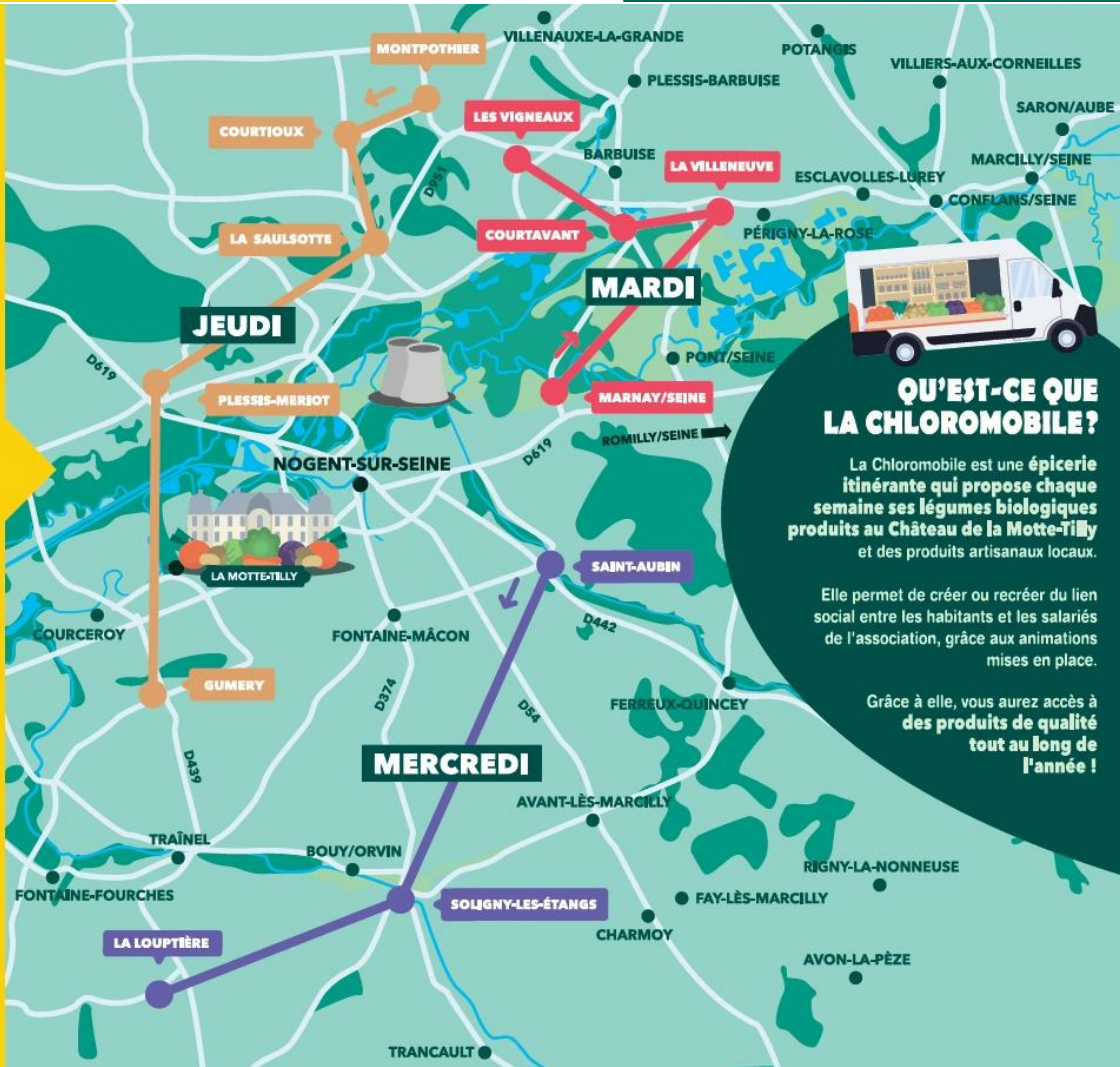 VILLENAUXE-LA-GRANDE
MONTPOTHIER
POTANGIS
VILLIERS-AUX-CORNEILLES
PLESSIS-BARBUISE
SARON/AUBE
LES VIGNEAUX
COURTIOUX
BARBUISE
LA VILLENEUVE
MARCILLY/SEINE
ESCLAVOLLES-LUREY
D951
CONFLANS/SEINE
LA SAULSOTTE
COURTAVANT
PÉRIGNY-LA-ROSE
MARDI
JEUDI
D619
PONT/SEINE
PLESSIS-MERIOT
MARNAY/SEINE
ROMILLY/SEINE
D619
NOGENT-SUR-SEINE
QU'EST-CE QUE
LA CHLOROMOBILE?
La Chloromobile est une épicerie
itinérante qui propose chaque
semaine ses légumes biologiques
produits au Château de la Motte-Tilly
et des produits artisanaux locaux.
Elle permet de créer ou recréer du lien
social entre les habitants et les salariés
de l'association, grâce aux animations
mises en place.
Grâce à elle, vous aurez accès à
des produits de qualité
tout au long de
l'année !
SAINT-AUBIN
LA MOTTE-TILLY
D442
COURCEROY
FONTAINE-MÂCON
GUMERY
D374
D54
FERREUX-QUINCEY
D439
MERCREDI
AVANT-LÈS-MARCILLY
TRAÎNEL
BOUY/ORVIN
RIGNY-LA-NONNEUSE
FONTAINE-FOURCHES
SOLIGNY-LES-ÉTANGS
FAY-LÈS-MARCILLY
CHARMOY
LA LOUPTIÈRE
AVON-LA-PÈZE
TRANCAULT